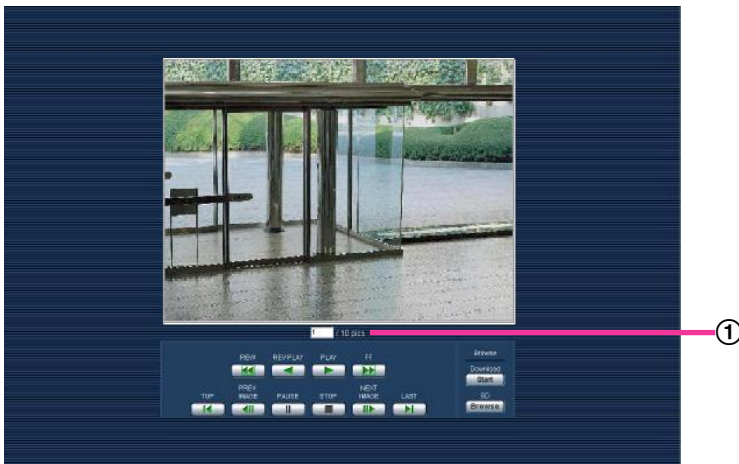 1 / 10 pics
①
REW REV PLAY PLAY FF
TOP PREV IMAGE PAUSE STOP NEXT IMAGE LAST
Browse
Download
Start
SD
Browse